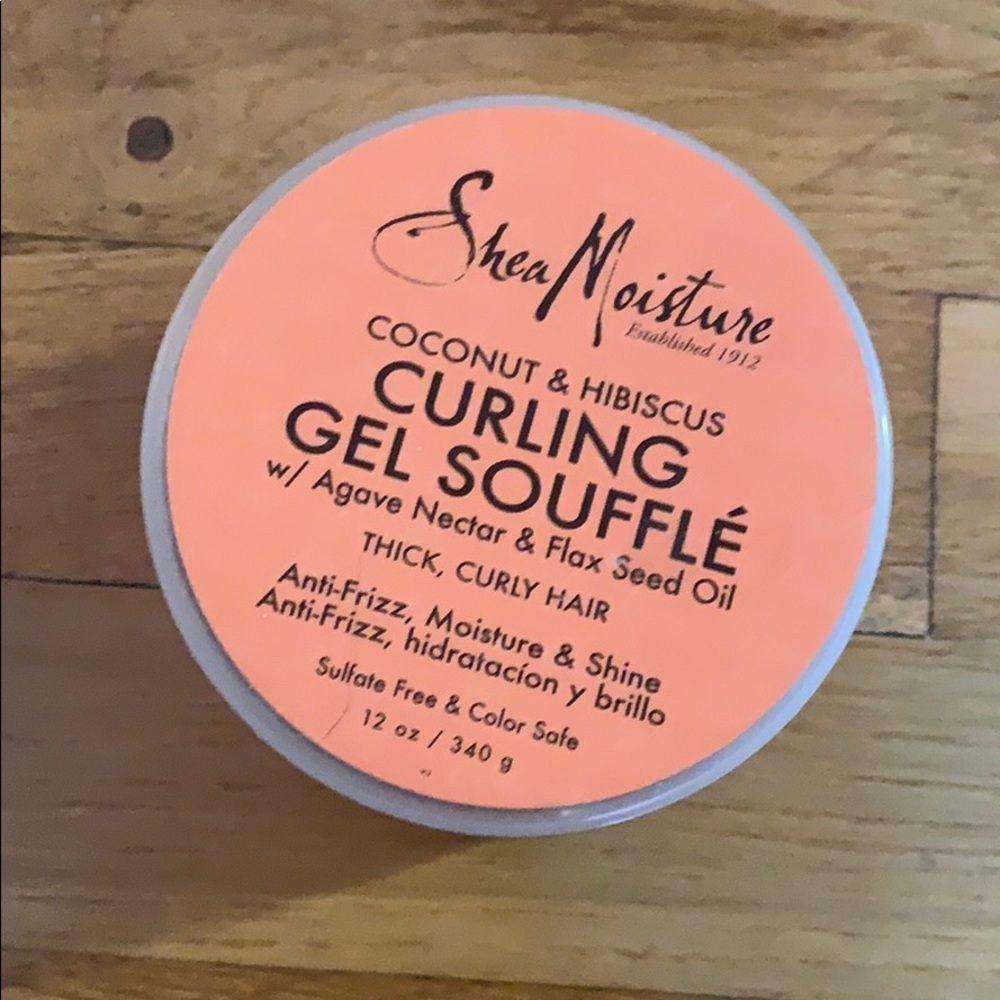 SheaMoisture
Established 1912
COCONUT & HIBISCUS
CURLING
GEL SOUFFLÉ
w/ Agave Nectar & Flax Seed Oil
THICK, CURLY HAIR
Anti-Frizz, Moisture & Shine
Anti-Frizz, hidratacíon y brillo
Sulfate Free & Color Safe
12 oz / 340 g